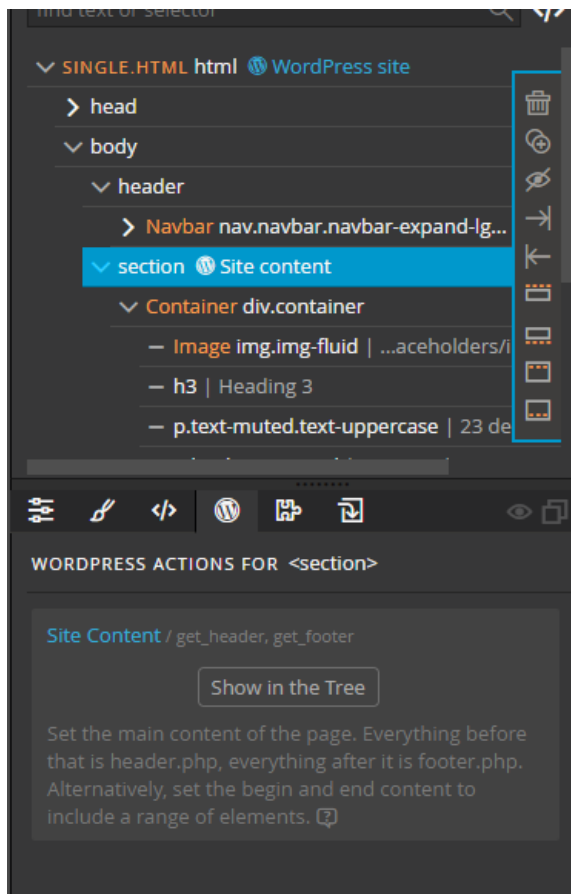 find text or selector
SINGLE.HTML html WordPress site
head
body
header
Navbar nav.navbar.navbar-expand-lg...
section Site content
Container div.container
Image img.img-fluid | ...aceholders/i
h3 | Heading 3
p.text-muted.text-uppercase | 23 de
WORDPRESS ACTIONS FOR <section>
Site Content / get_header, get_footer
Show in the Tree
Set the main content of the page. Everything before
that is header.php, everything after it is footer.php.
Alternatively, set the begin and end content to
include a range of elements.